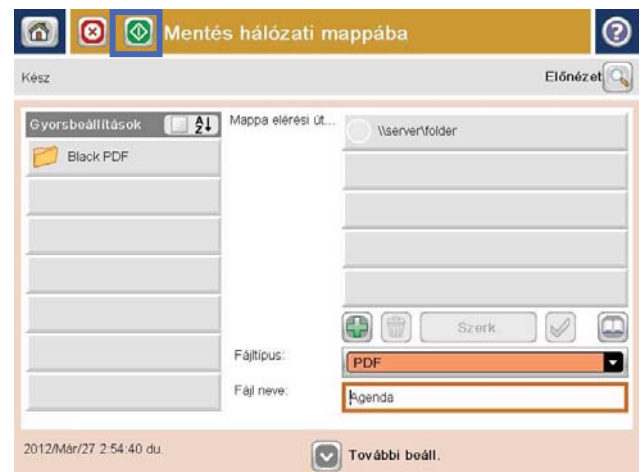 Mentés hálózati mappába
Kész
Előnézet
Gyorsbeállítások
Mappa elérési út...
\\server\folder
Black PDF
Szerk
Fájltípus:
PDF
Fájl neve:
Agenda
2012/Már/27 2:54:40 du.
További beáll.